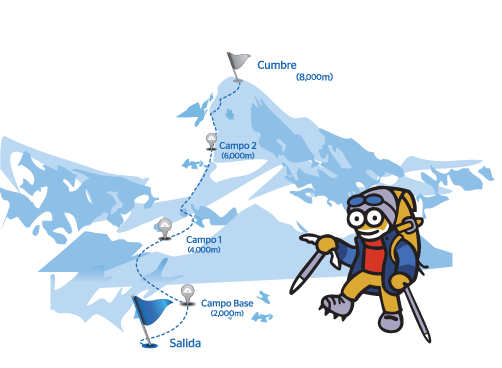 Cumbre
(8,000m)
Campo 2
(6,000m)
Campo 1
(4,000m)
Campo Base
(2,000m)
Salida